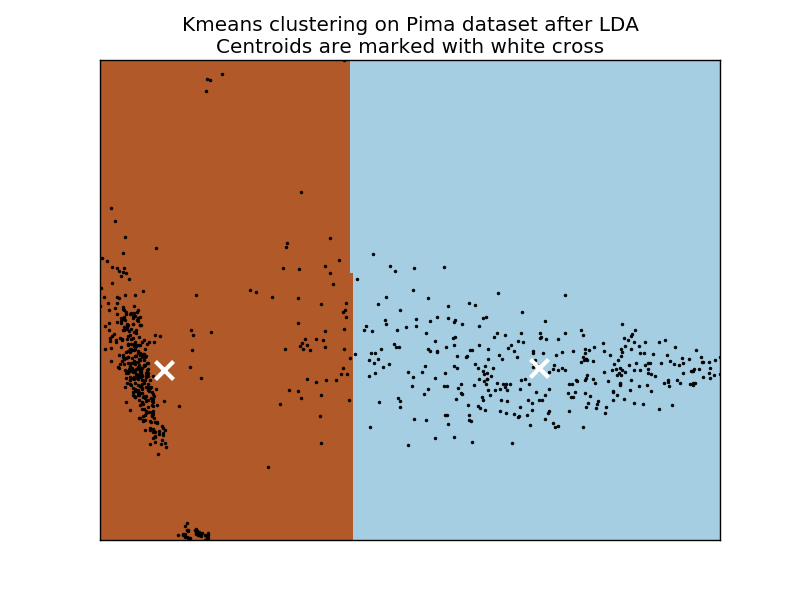 Kmeans clustering on Pima dataset after LDA
Centroids are marked with white cross